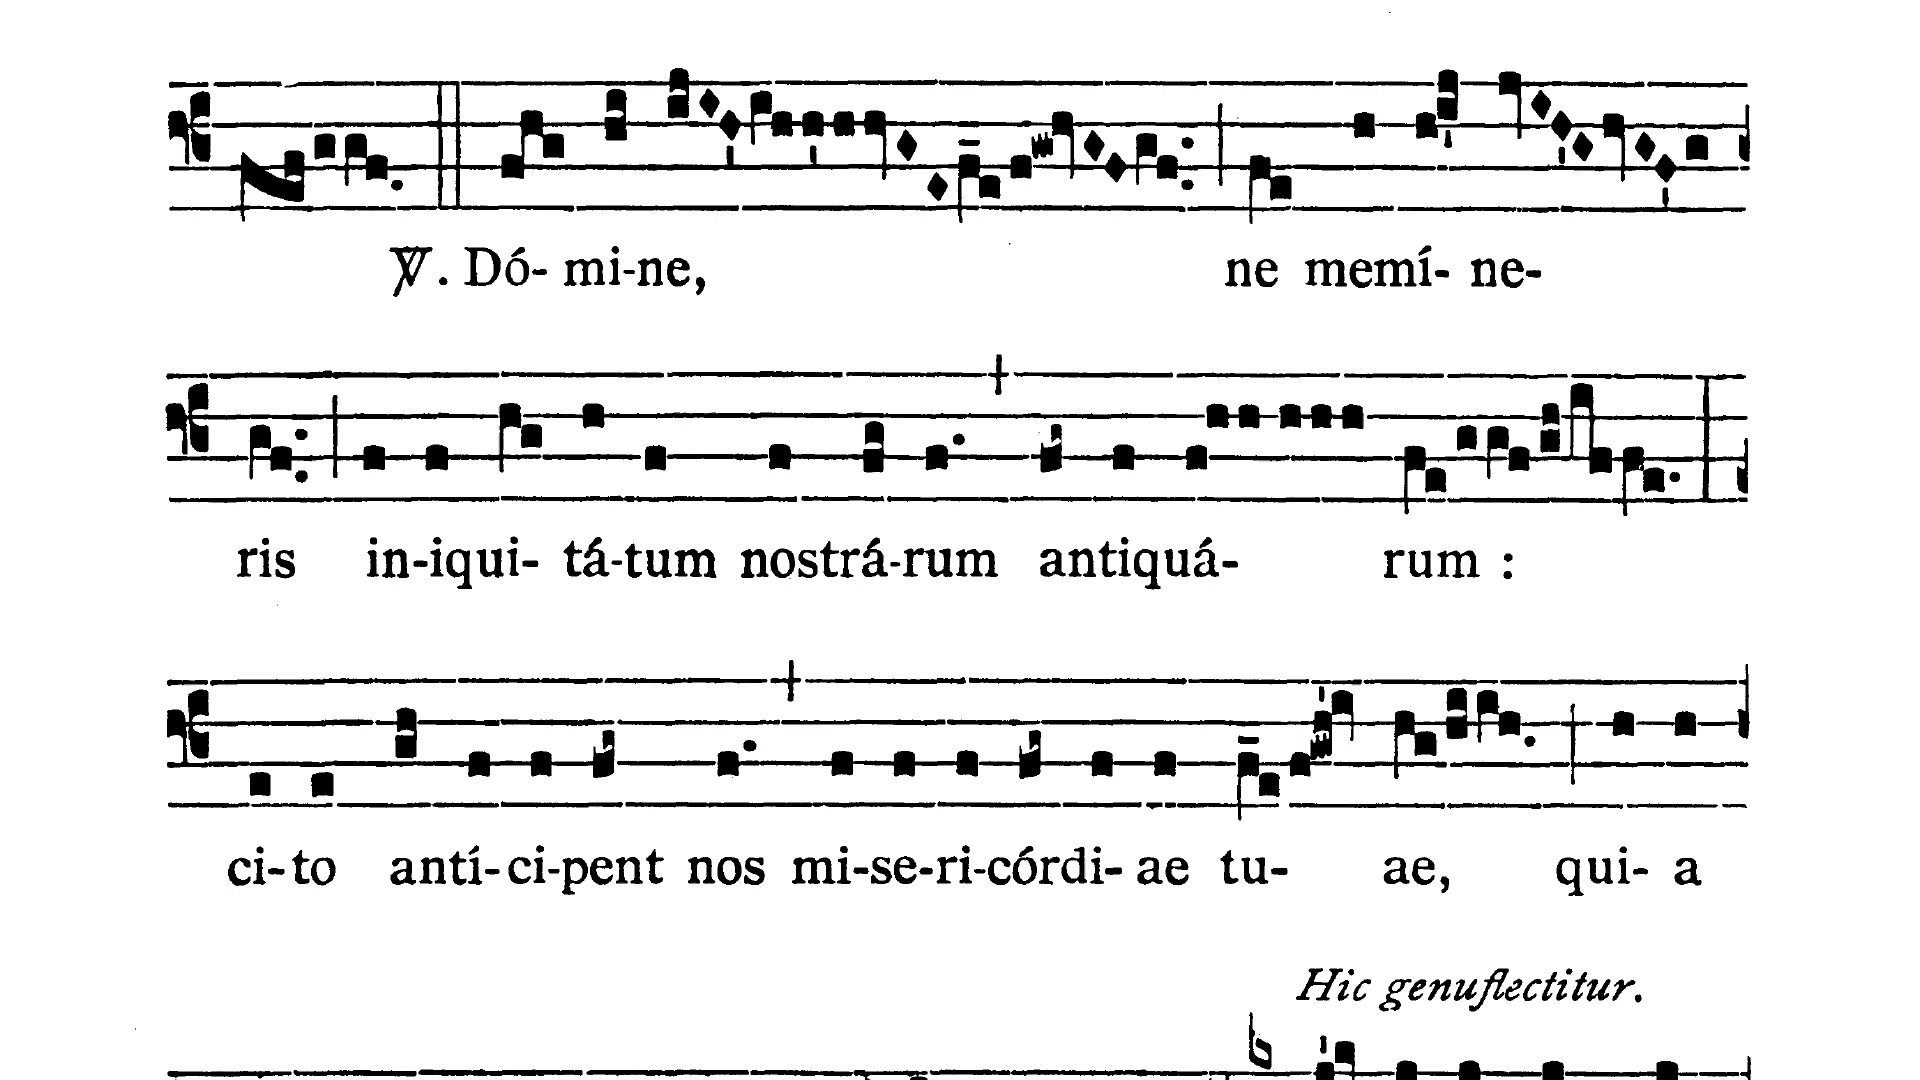 ℣. Dó- mi-ne, ne memí- ne-
ris in-iqui- tá-tum nostrá-rum antiquá- rum :
ci-to antí-ci-pent nos mi-se-ri-córdi- ae tu- ae, qui- a
Hic genuflectitur.